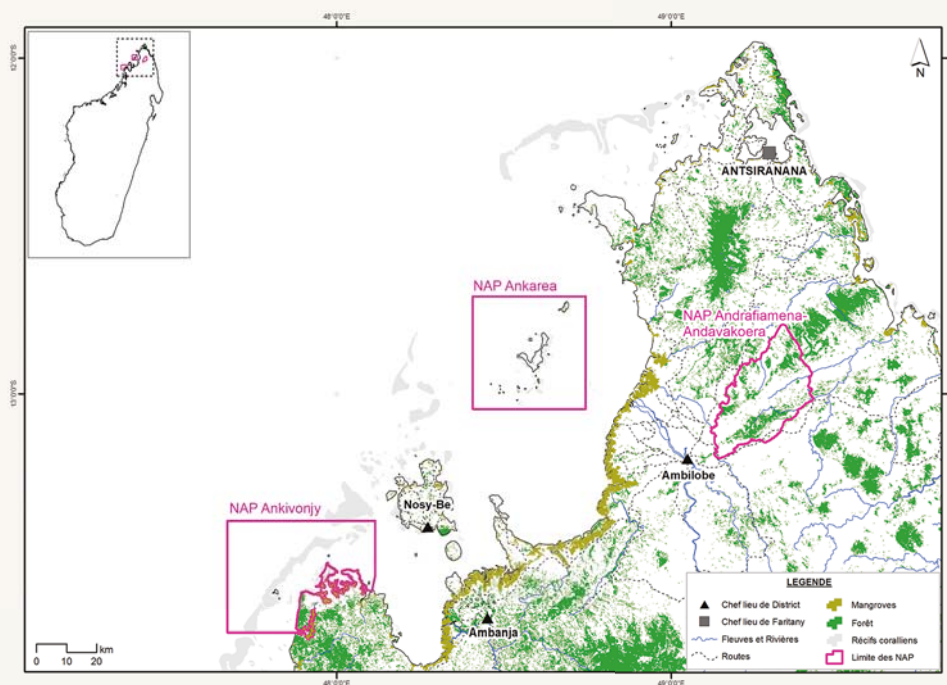 48°0'0"E
49°0'0"E
12°0'0"S
N
ANTSIRANANA
NAP Ankarea
NAP Andrafiamena-
Andavakoera
13°0'0"S
Ambilobe
Nosy-Be
NAP Ankivonjy
Ambanja
0 10 20
km
LEGENDE
Chef lieu de District
Chef lieu de Faritany
Fleuves et Rivières
Routes
Mangroves
Forêt
Récifs coralliens
Limite des NAP
48°0'0"E
49°0'0"E